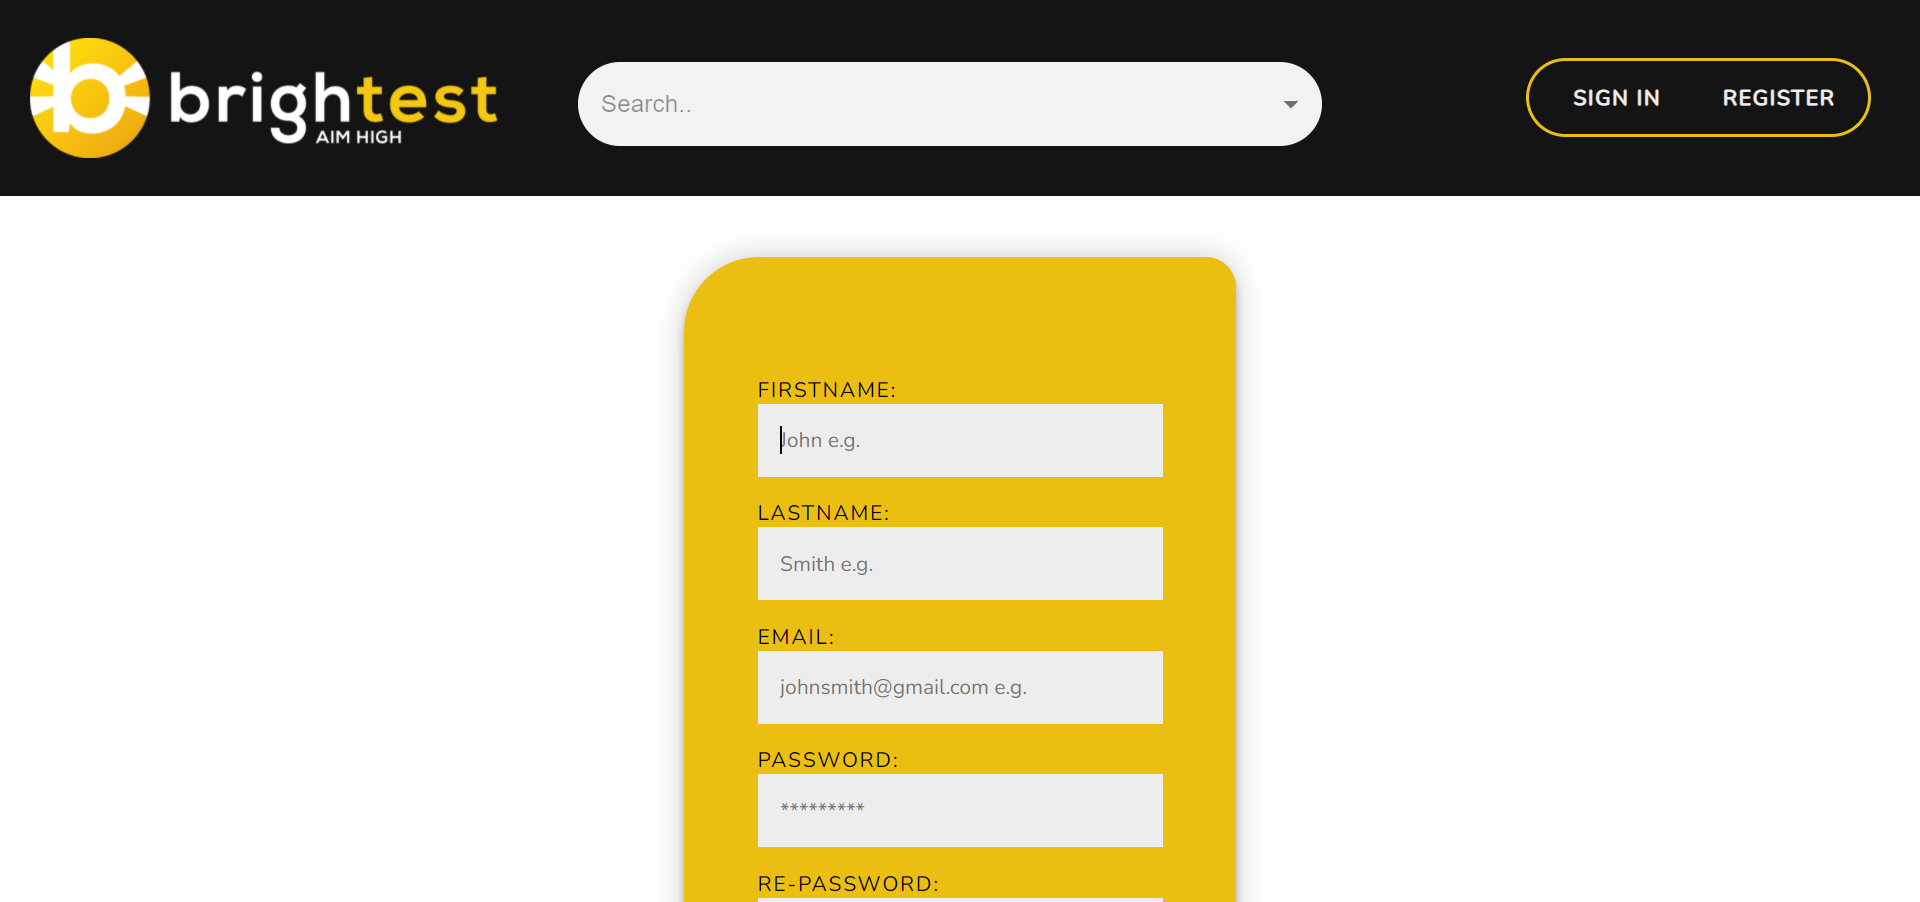 brightest
AIM HIGH
Search..
SIGN IN
REGISTER
FIRSTNAME:
John e.g.
LASTNAME:
Smith e.g.
EMAIL:
johnsmith@gmail.com e.g.
PASSWORD:
*********
RE-PASSWORD: